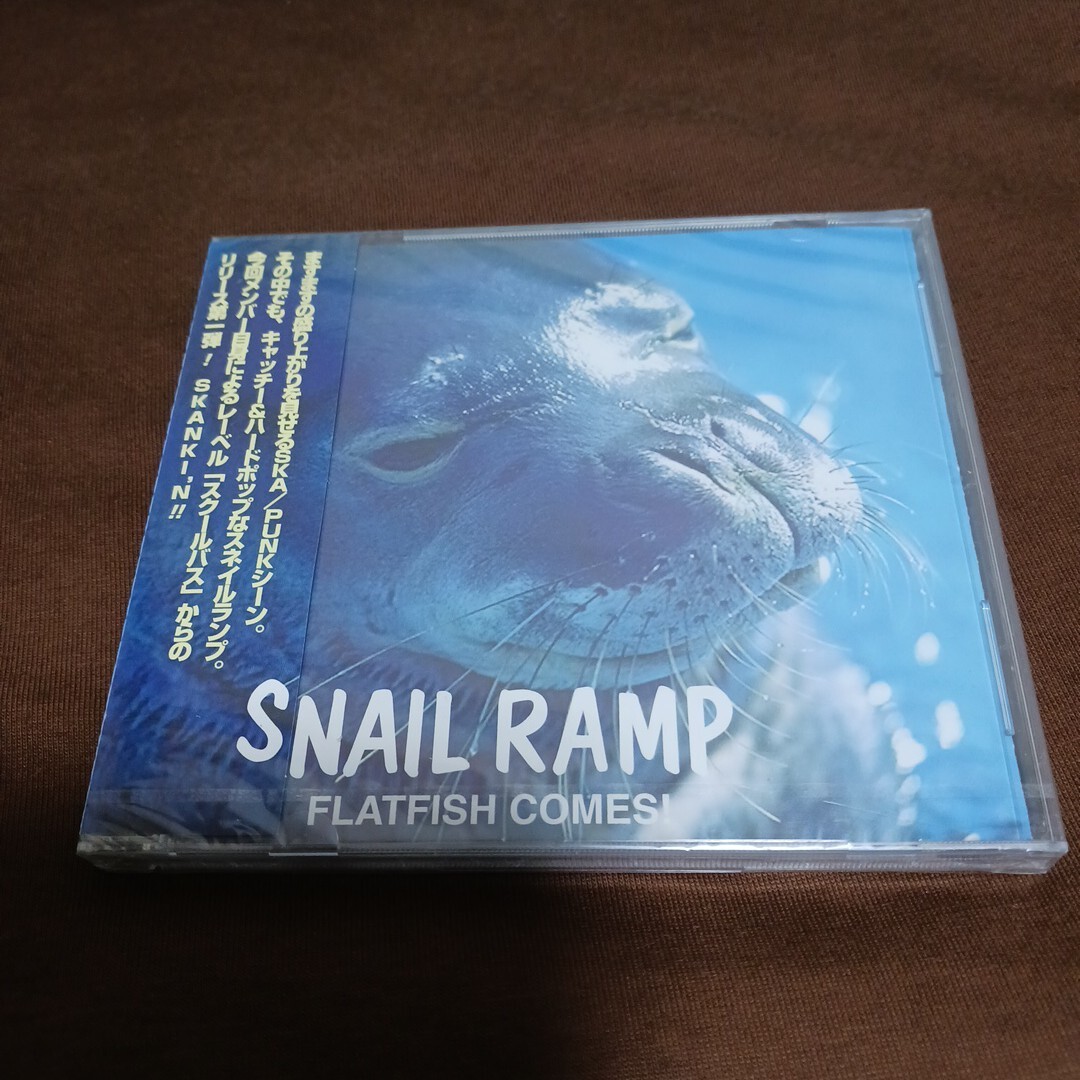 ますますの盛り上がりを見せるSKA/PUNKシーン。
その中でも、キャッチー&ハードポップなスネイルランプ。
今回メンバー自身によるレーベル「スクールバス」からの
リリース第一弾! SKANKI'N!!
SNAIL RAMP
FLATFISH COMES!